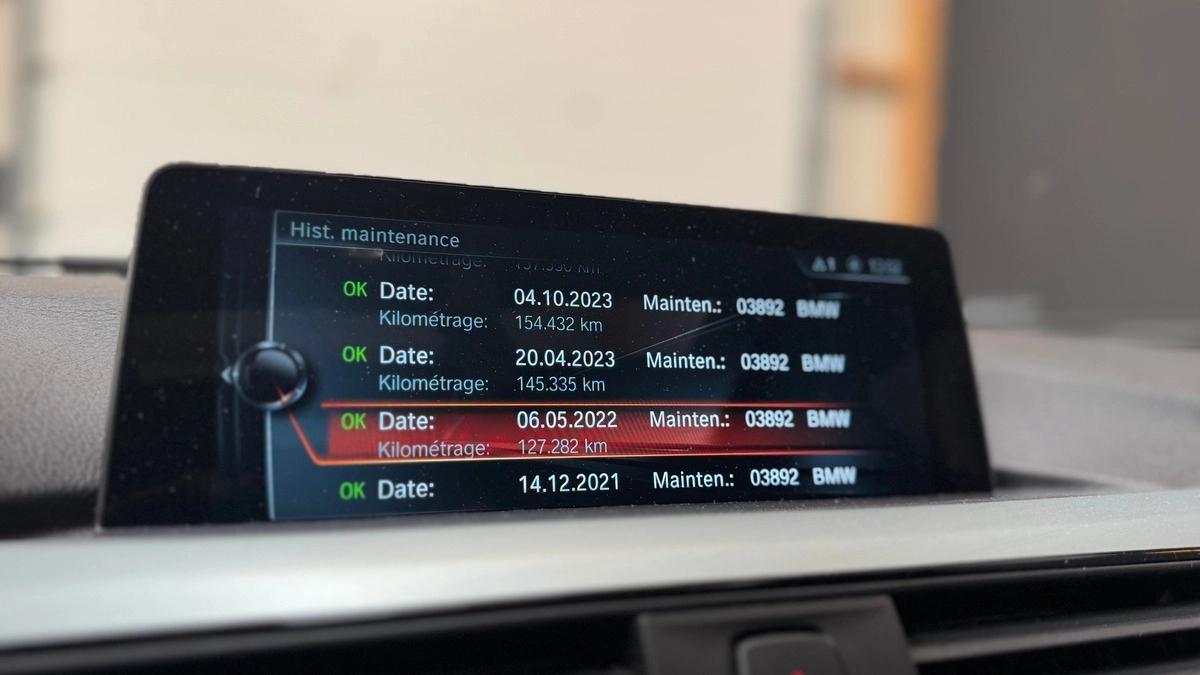 Hist. maintenance
Kilométrage:
OK Date: 04.10.2023 Mainten.: 03892 BMW
Kilométrage: 154.432 km
OK Date: 20.04.2023 Mainten.: 03892 BMW
Kilométrage: 145.335 km
OK Date: 06.05.2022 Mainten.: 03892 BMW
Kilométrage: 127.282 km
OK Date: 14.12.2021 Mainten.: 03892 BMW